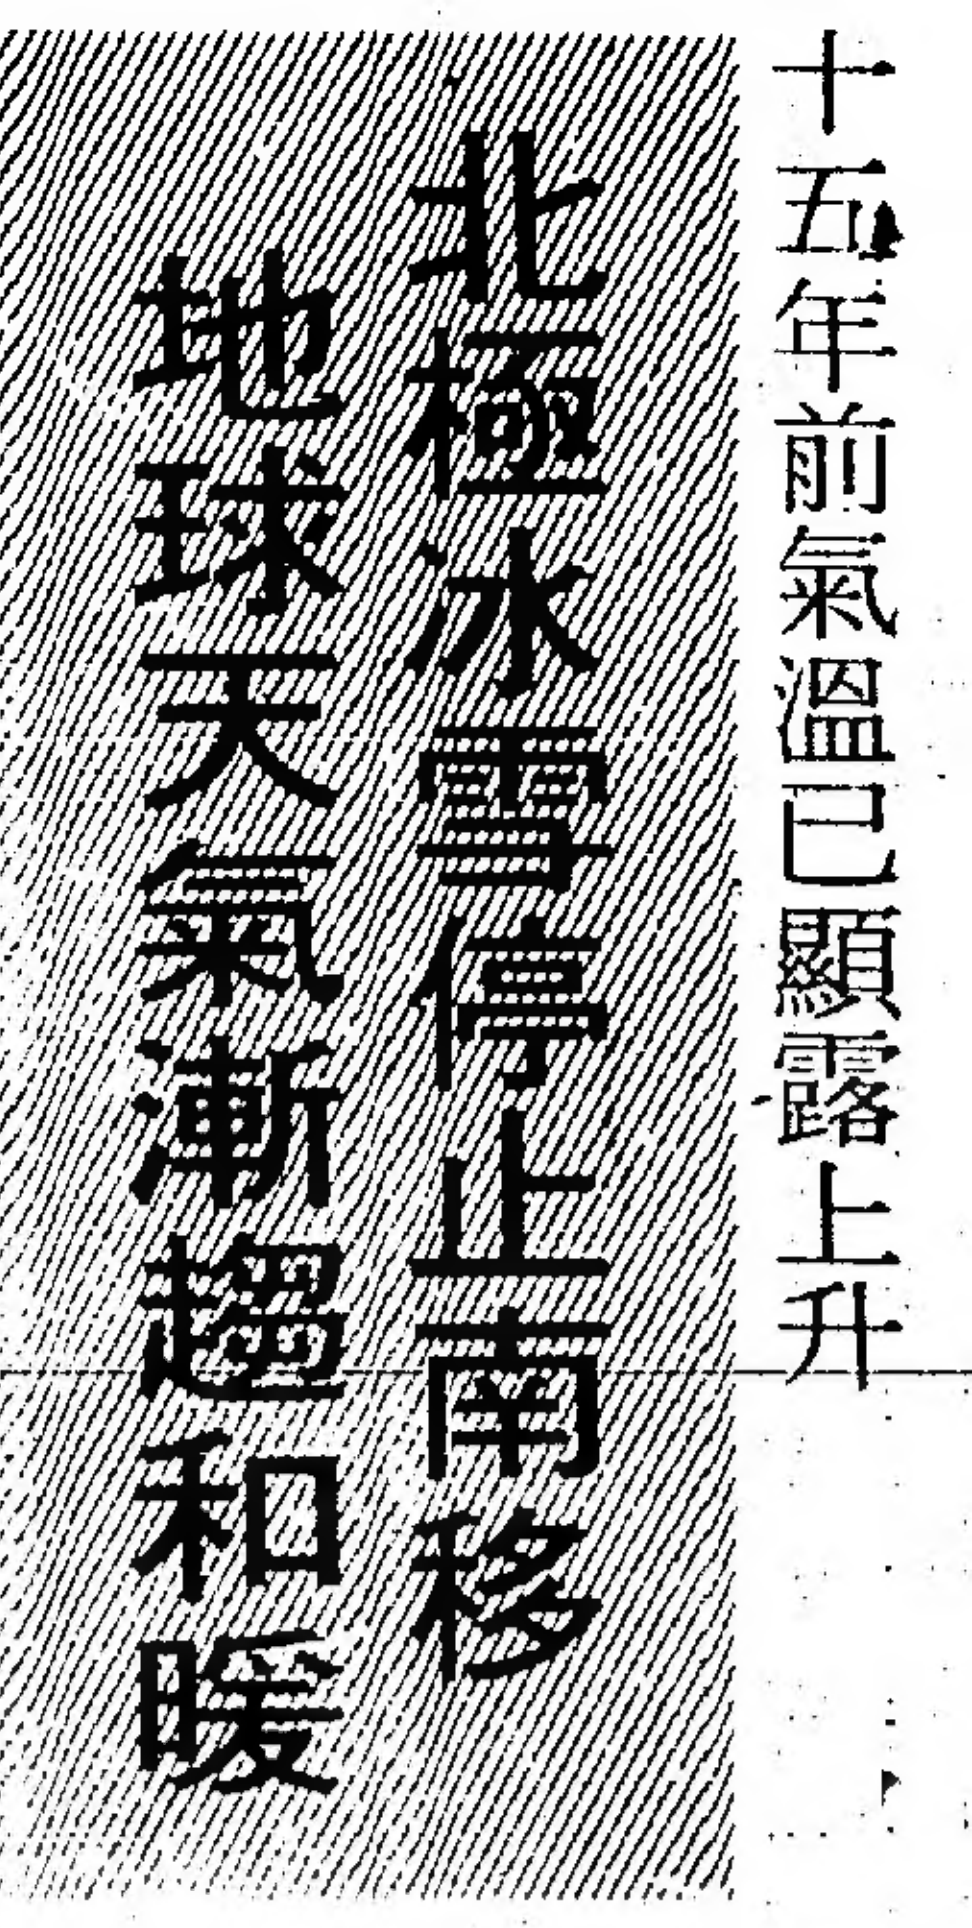 十五年前氣溫已顯露上升
北極冰雪停止南移
地球天氣漸趨和暖